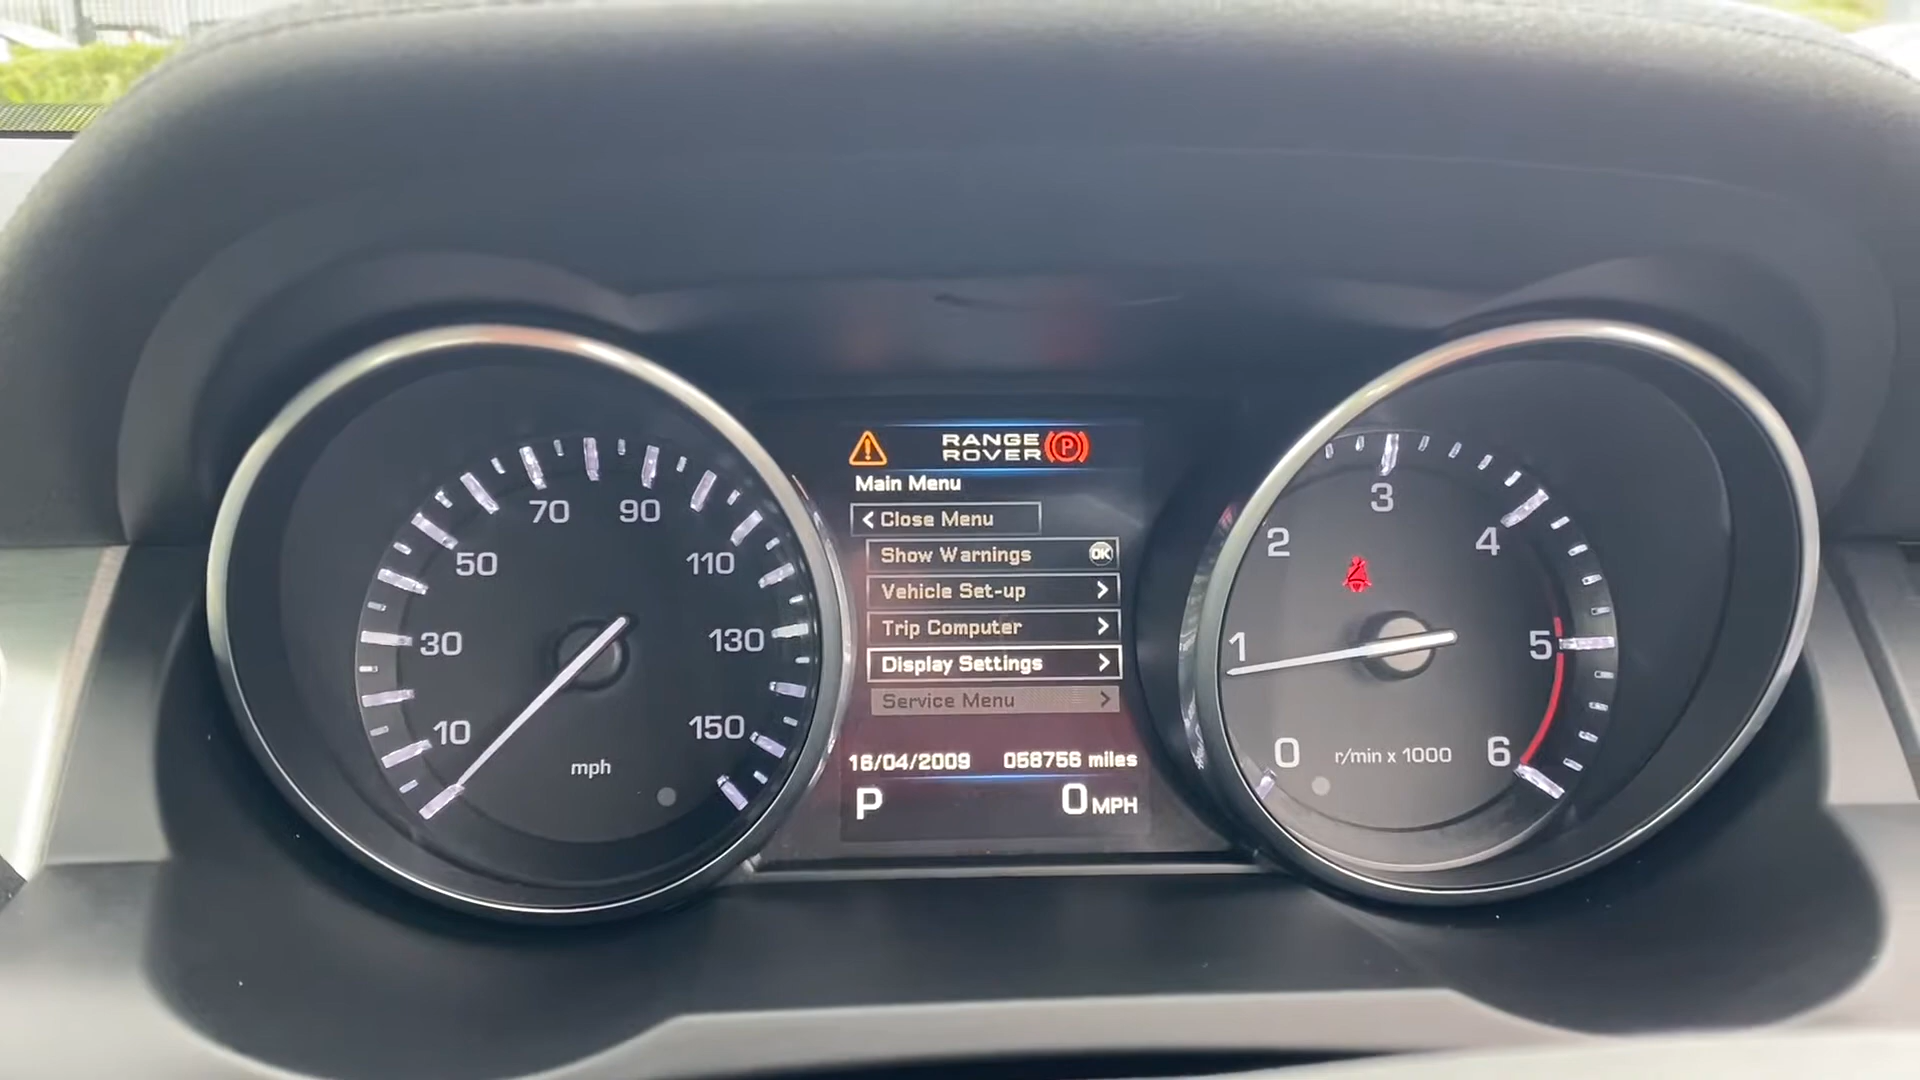 RANGE
ROVER
P
Main Menu
Close Menu
Show Warnings OK
Vehicle Set-up
Trip Computer
Display Settings
Service Menu
16/04/2009 058756 miles
P 0 MPH
10
30
50
70
90
110
130
150
mph
0
1
2
3
4
5
6
r/min x 1000